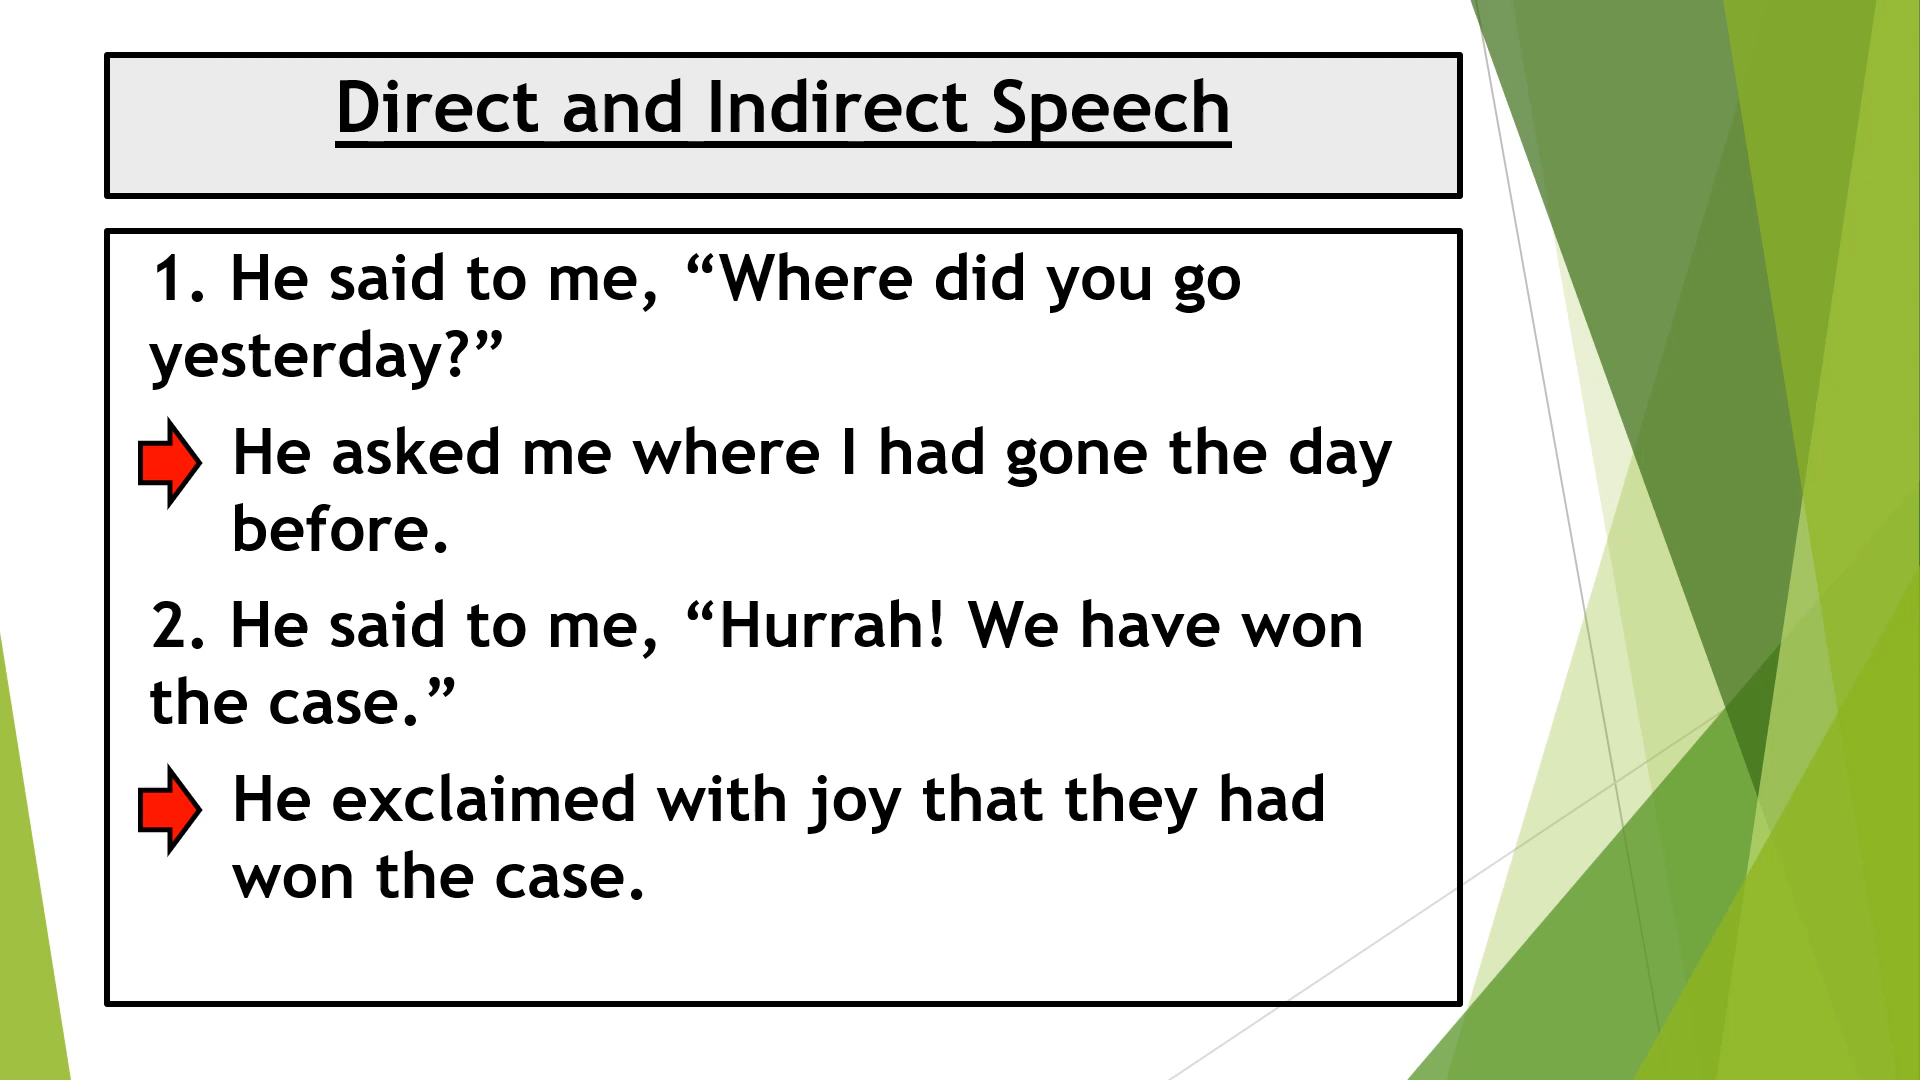 Direct and Indirect Speech
1. He said to me, “Where did you go
yesterday?”
He asked me where I had gone the day
before.
2. He said to me, “Hurrah! We have won
the case.”
He exclaimed with joy that they had
won the case.